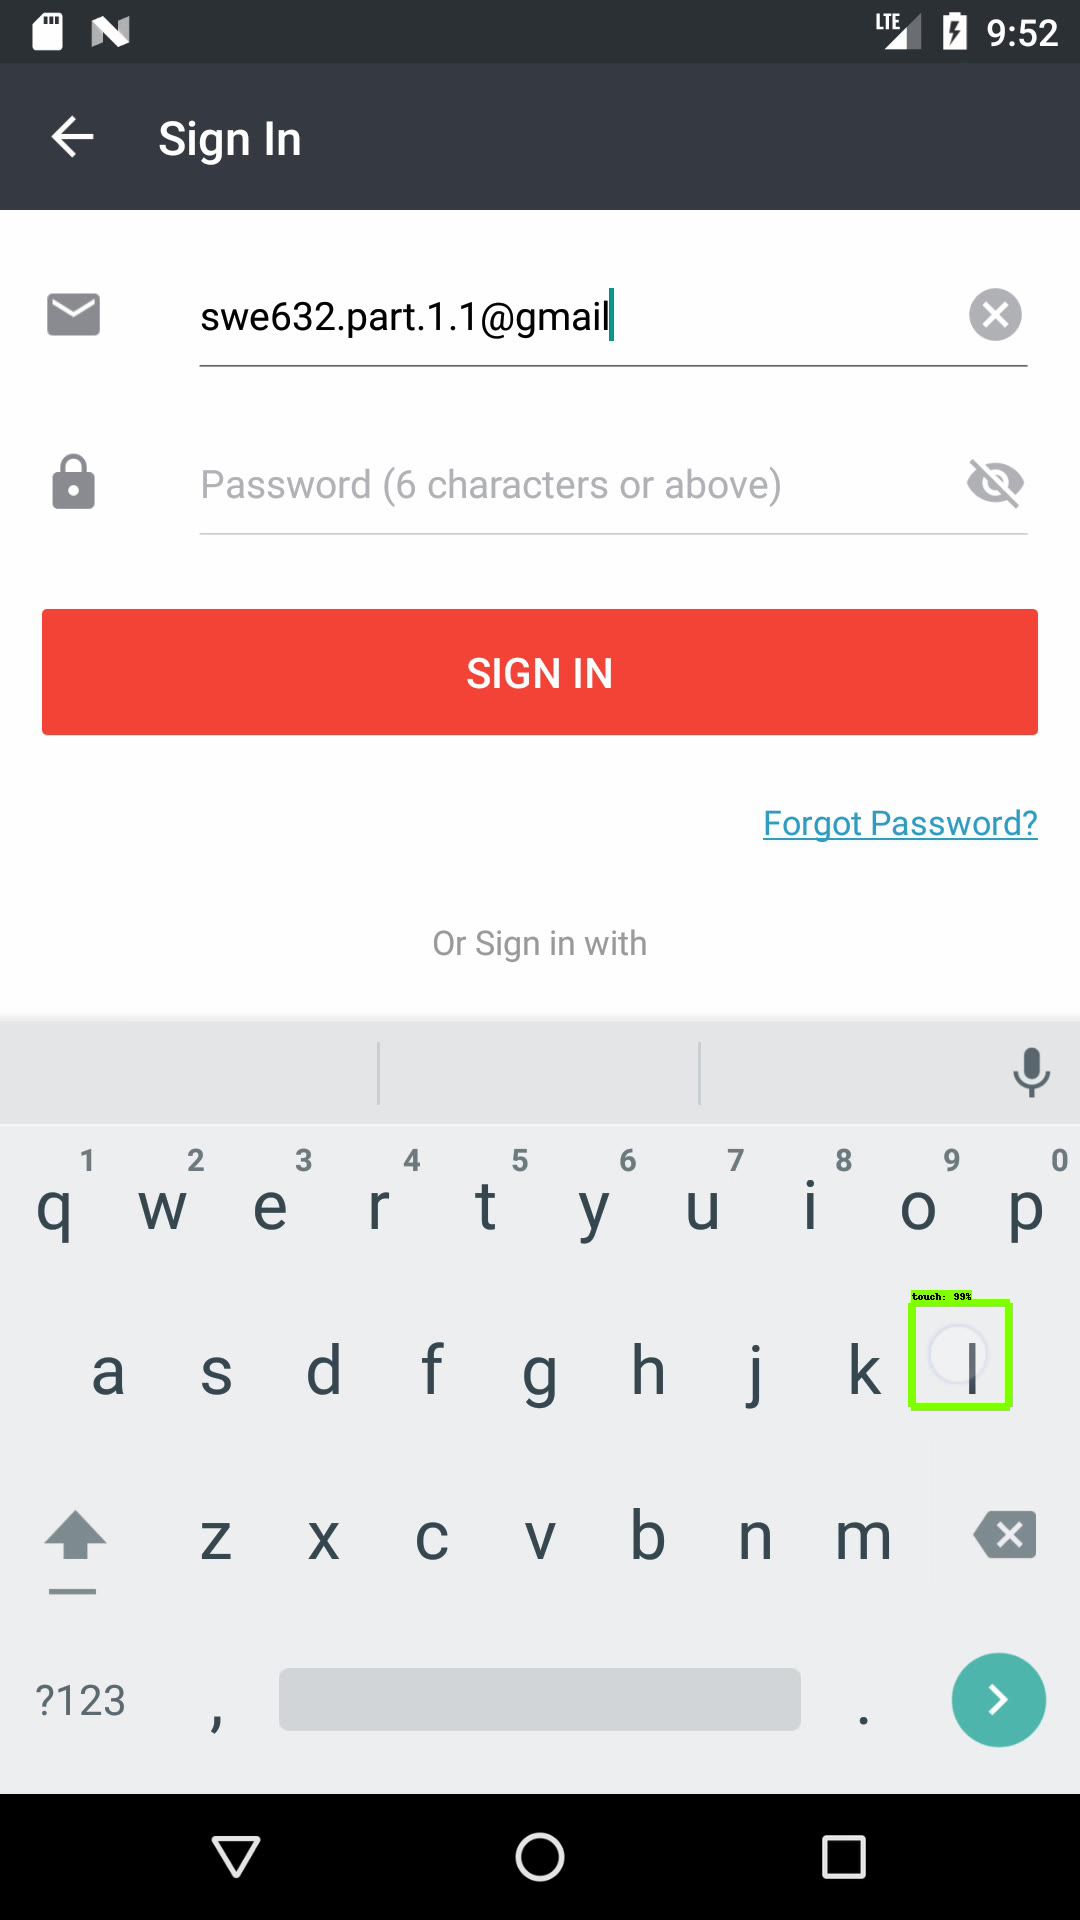 LTE 9:52
Sign In
swe632.part.1.1@gmail
Password (6 characters or above)
SIGN IN
Forgot Password?
Or Sign in with
1 2 3 4 5 6 7 8 9 0
q w e r t y u i o p
touch: 99%
a s d f g h j k l
z x c v b n m
?123 , .